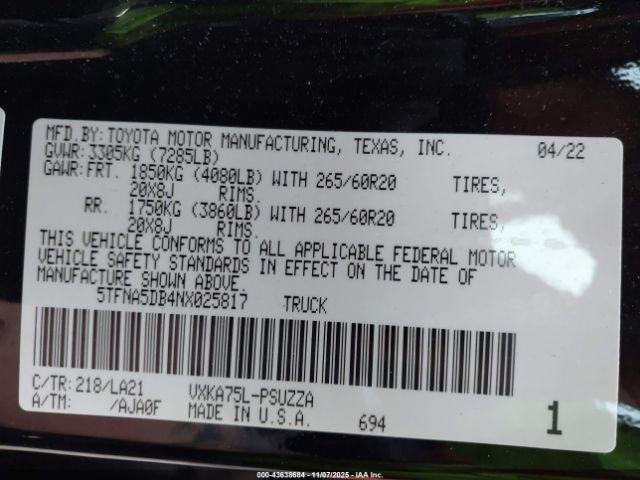 MFD.BY: TOYOTA MOTOR MANUFACTURING, TEXAS, INC. 04/22
GVWR: 3305KG (7285LB)
GAWR: FRT. 1850KG (4080LB) WITH 265/60R20 TIRES,
20X8J RIMS.
RR. 1750KG (3860LB) WITH 265/60R20 TIRES,
20X8J RIMS.
THIS VEHICLE CONFORMS TO ALL APPLICABLE FEDERAL MOTOR
VEHICLE SAFETY STANDARDS IN EFFECT ON THE DATE OF
MANUFACTURE SHOWN ABOVE.
5TFNA5DB4NX025817 TRUCK
C/TR: 218/LA21 VXKA75L-PSUZZA
A/TM: /AJA0F MADE IN U.S.A. 694 1
000-43638684 - 11/07/2025 - IAAI.COM